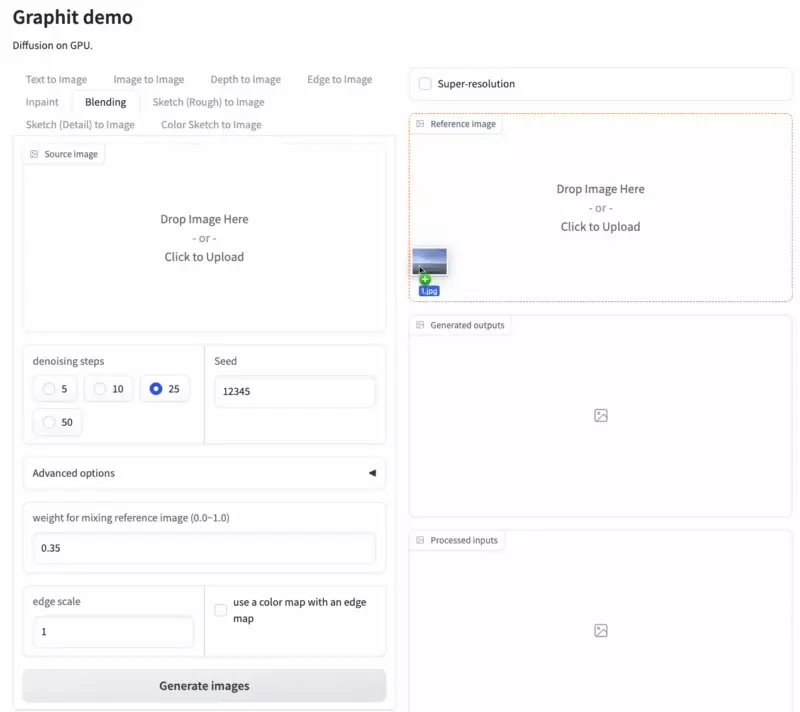 Graphit demo
Diffusion on GPU.
Text to Image
Image to Image
Depth to Image
Edge to Image
Inpaint
Blending
Sketch (Rough) to Image
Sketch (Detail) to Image
Color Sketch to Image
Source image
Drop Image Here
- or -
Click to Upload
denoising steps
5
10
25
50
Seed
12345
Advanced options
weight for mixing reference image (0.0~1.0)
0.35
edge scale
1
use a color map with an edge
map
Generate images
Super-resolution
Reference image
Drop Image Here
- or -
Click to Upload
1.jpg
Generated outputs
Processed inputs